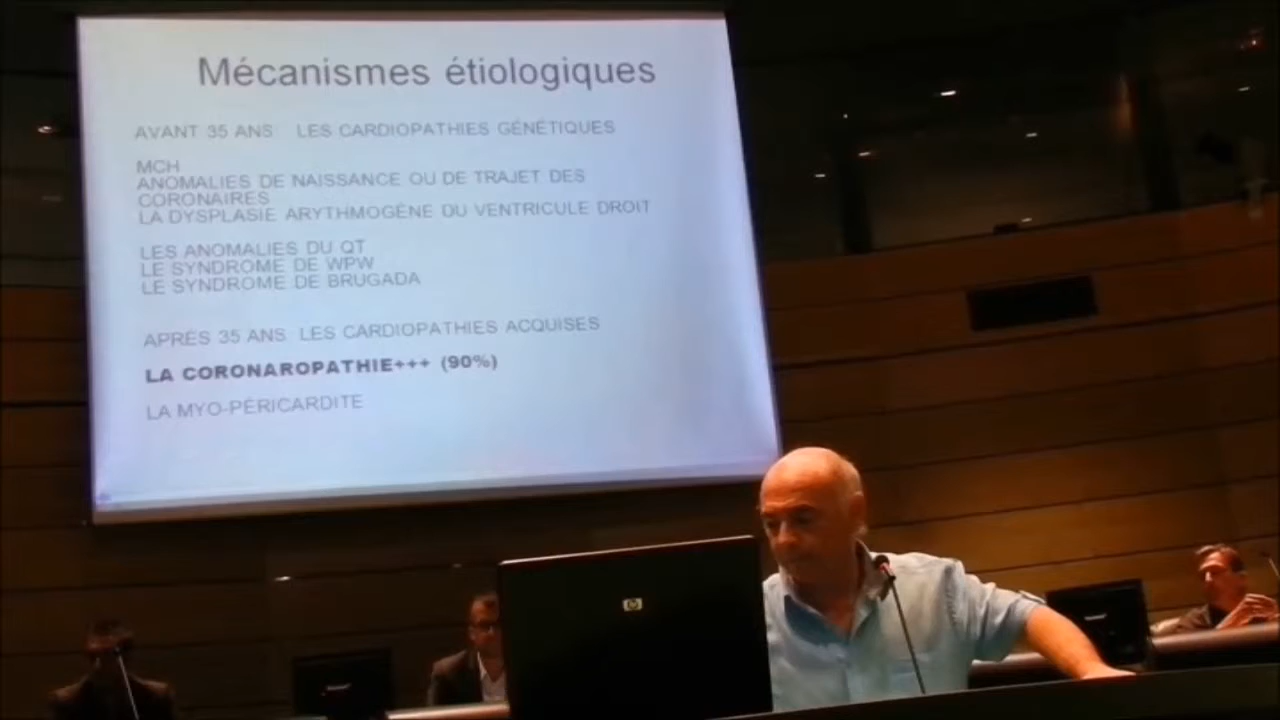 Mécanismes étiologiques
AVANT 35 ANS LES CARDIOPATHIES GÉNÉTIQUES
MCH
ANOMALIES DE NAISSANCE OU DE TRAJET DES
CORONAIRES
LA DYSPLASIE ARYTHMOGÈNE DU VENTRICULE DROIT
LES ANOMALIES DU QT
LE SYNDROME DE WPW
LE SYNDROME DE BRUGADA
APRÈS 35 ANS LES CARDIOPATHIES ACQUISES
LA CORONAROPATHIE+++ (90%)
LA MYO-PÉRICARDITE
hp